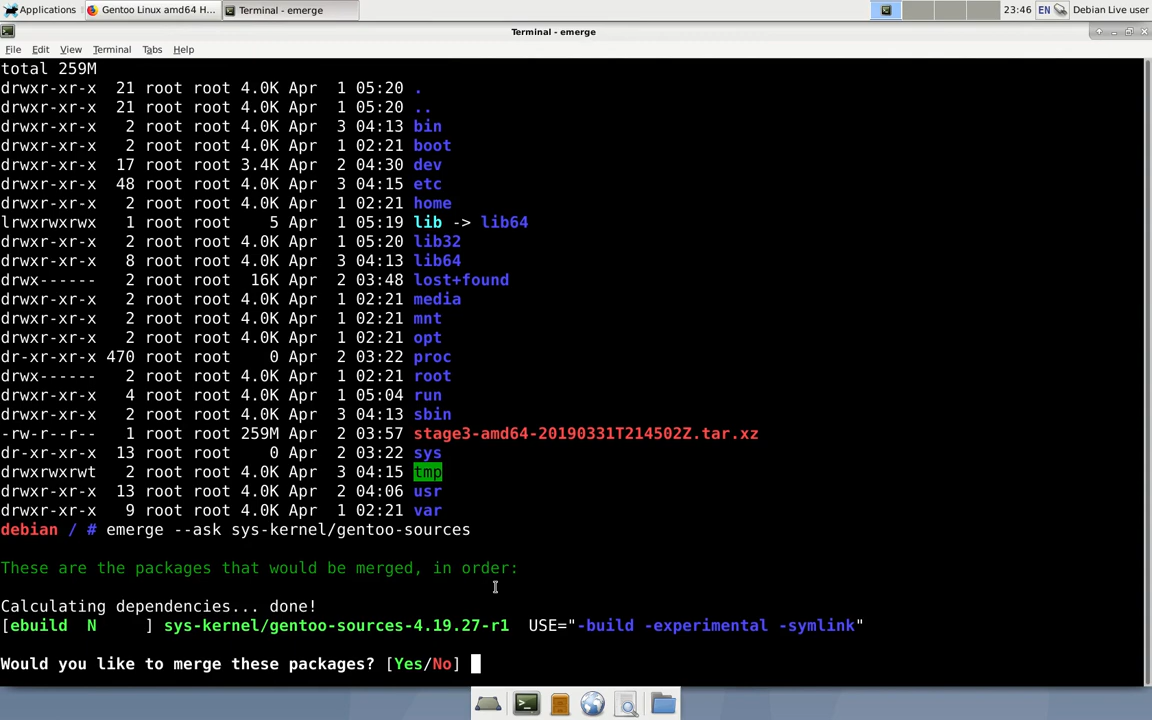 Applications Gentoo Linux amd64 H... Terminal - emerge 23:46 EN Debian Live user
Terminal - emerge
File Edit View Terminal Tabs Help
total 259M
drwxr-xr-x  21 root root 4.0K Apr  1 05:20 .
drwxr-xr-x  21 root root 4.0K Apr  1 05:20 ..
drwxr-xr-x   2 root root 4.0K Apr  3 04:13 bin
drwxr-xr-x   2 root root 4.0K Apr  1 02:21 boot
drwxr-xr-x  17 root root 3.4K Apr  2 04:30 dev
drwxr-xr-x  48 root root 4.0K Apr  3 04:15 etc
drwxr-xr-x   2 root root 4.0K Apr  1 02:21 home
lrwxrwxrwx   1 root root    5 Apr  1 05:19 lib -> lib64
drwxr-xr-x   2 root root 4.0K Apr  1 05:20 lib32
drwxr-xr-x   8 root root 4.0K Apr  3 04:13 lib64
drwx------   2 root root  16K Apr  2 03:48 lost+found
drwxr-xr-x   2 root root 4.0K Apr  1 02:21 media
drwxr-xr-x   2 root root 4.0K Apr  1 02:21 mnt
drwxr-xr-x   2 root root 4.0K Apr  1 02:21 opt
dr-xr-xr-x 470 root root    0 Apr  2 03:22 proc
drwx------   2 root root 4.0K Apr  1 02:21 root
drwxr-xr-x   4 root root 4.0K Apr  1 05:04 run
drwxr-xr-x   2 root root 4.0K Apr  3 04:13 sbin
-rw-r--r--   1 root root 259M Apr  2 03:57 stage3-amd64-20190331T214502Z.tar.xz
dr-xr-xr-x  13 root root    0 Apr  2 03:22 sys
drwxrwxrwt   2 root root 4.0K Apr  3 04:15 tmp
drwxr-xr-x  13 root root 4.0K Apr  2 04:06 usr
drwxr-xr-x   9 root root 4.0K Apr  1 02:21 var
debian / # emerge --ask sys-kernel/gentoo-sources
These are the packages that would be merged, in order:
Calculating dependencies... done!
[ebuild  N     ] sys-kernel/gentoo-sources-4.19.27-r1  USE="-build -experimental -symlink"
Would you like to merge these packages? [Yes/No]